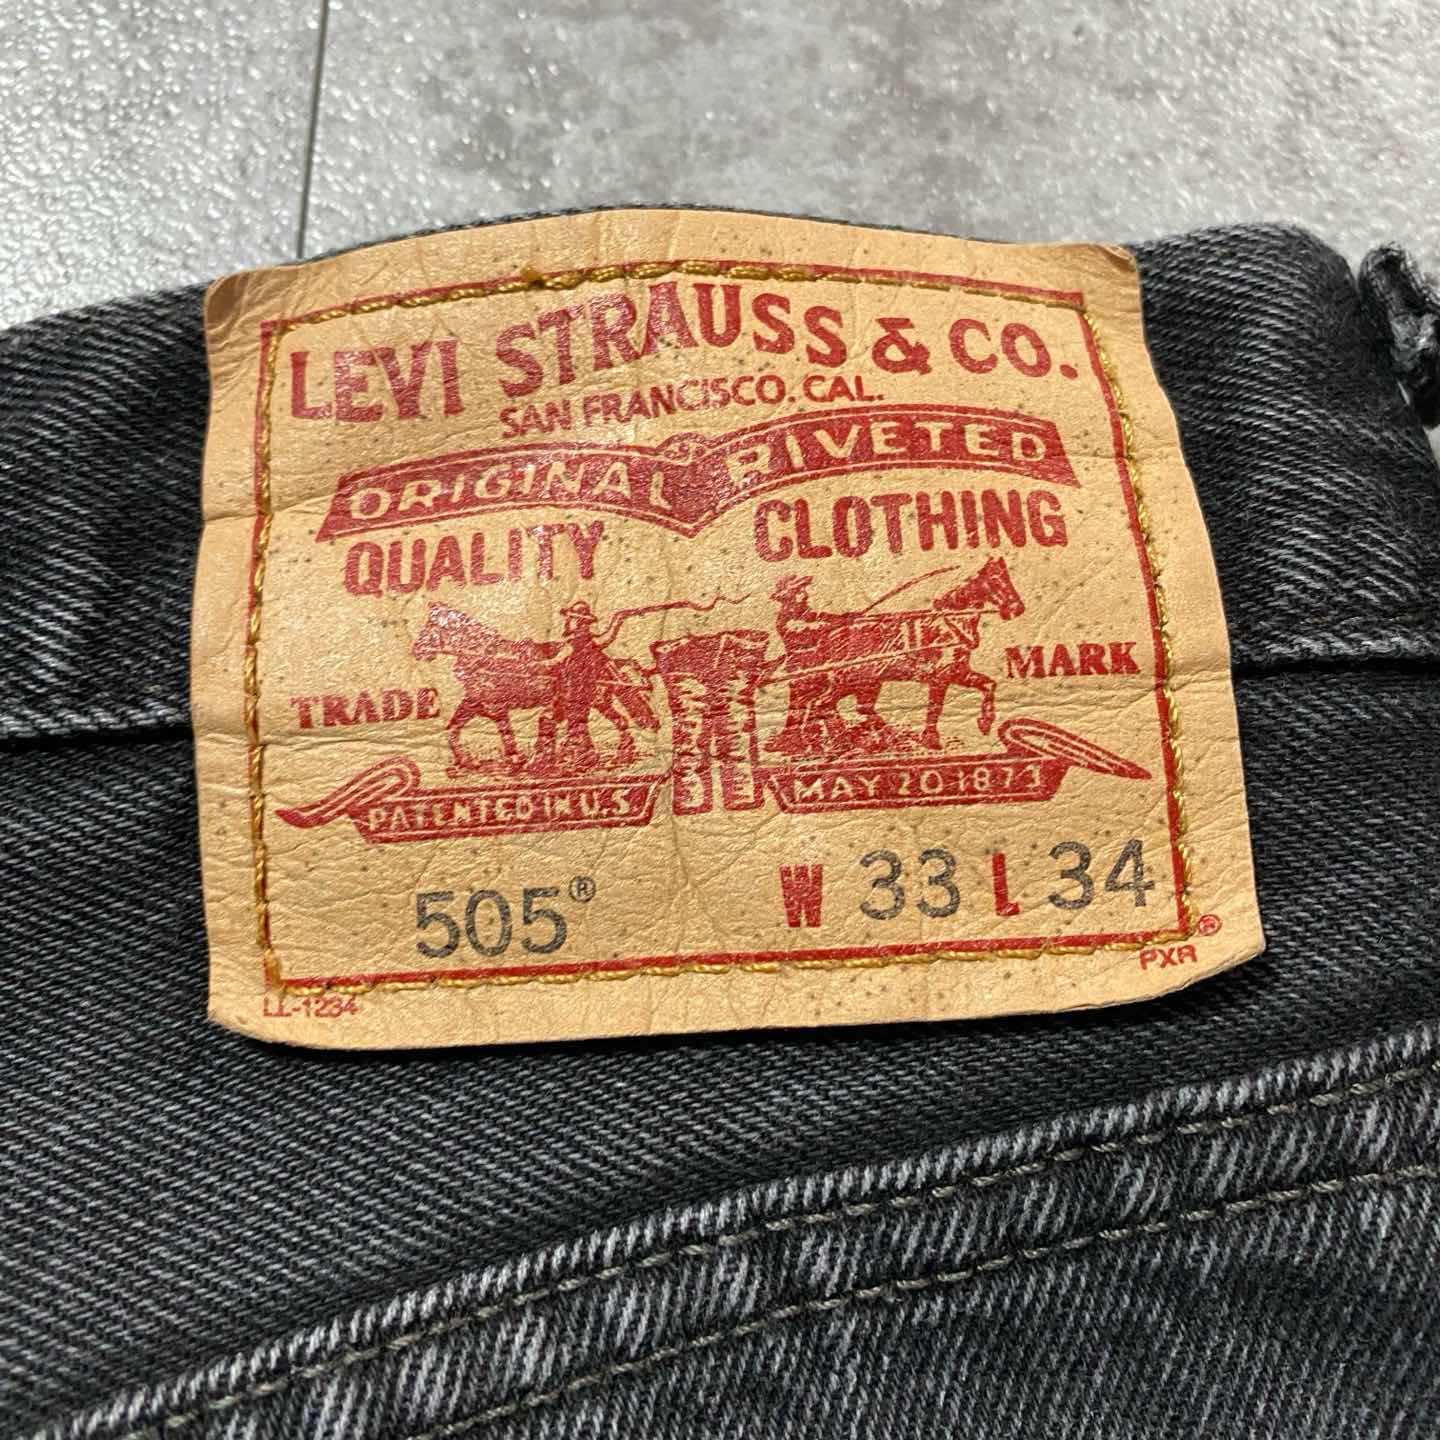 LEVI STRAUSS & CO.
SAN FRANCISCO. CAL.
ORIGINAL RIVETED
QUALITY CLOTHING
TRADE MARK
PATENTED IN U.S. MAY 20 1873
505® W 33 L 34
LL-1234 PXR®